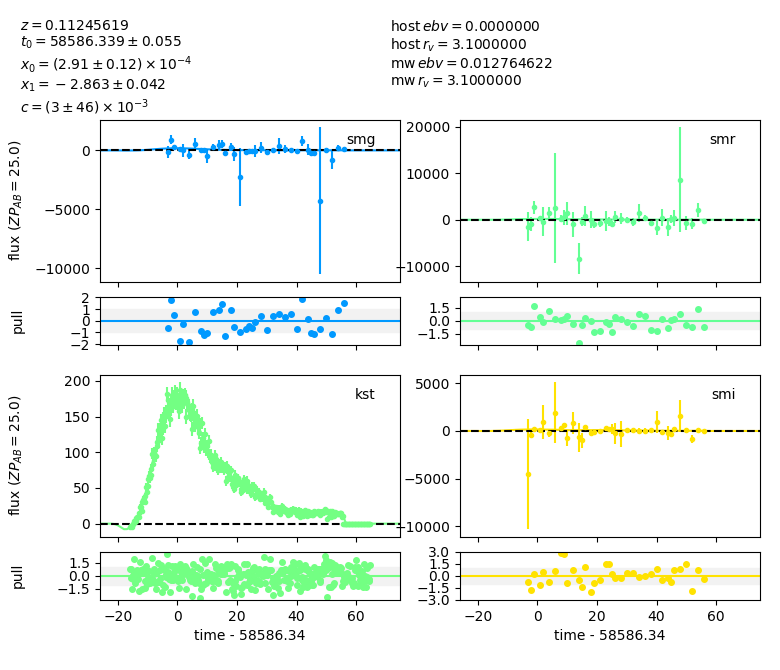 z = 0.11245619
t₀ = 58586.339 ± 0.055
x₀ = (2.91 ± 0.12) × 10⁻⁴
x₁ = −2.863 ± 0.042
c = (3 ± 46) × 10⁻³
host ebv = 0.0000000
host r_v = 3.1000000
mw ebv = 0.012764622
mw r_v = 3.1000000
smg
0
−5000
−10000
flux (ZP_AB = 25.0)
smr
20000
10000
0
−10000
2
1
0
−1
−2
pull
1.5
0.0
−1.5
kst
200
150
100
50
0
flux (ZP_AB = 25.0)
smi
5000
0
−5000
−10000
1.5
0.0
−1.5
pull
−20 0 20 40 60
time - 58586.34
3.0
1.5
0.0
−1.5
−3.0
−20 0 20 40 60
time - 58586.34